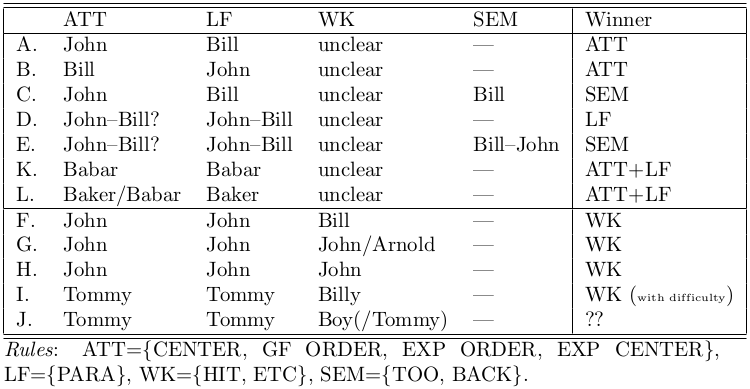 ATT LF WK SEM Winner
A. John Bill unclear — ATT
B. Bill John unclear — ATT
C. John Bill unclear Bill SEM
D. John–Bill? John–Bill unclear — LF
E. John–Bill? John–Bill unclear Bill–John SEM
K. Babar Babar unclear — ATT+LF
L. Baker/Babar Baker unclear — ATT+LF
F. John John Bill — WK
G. John John John/Arnold — WK
H. John John John — WK
I. Tommy Tommy Billy — WK (with difficulty)
J. Tommy Tommy Boy(/Tommy) — ??
Rules: ATT={CENTER, GF ORDER, EXP ORDER, EXP CENTER},
LF={PARA}, WK={HIT, ETC}, SEM={TOO, BACK}.